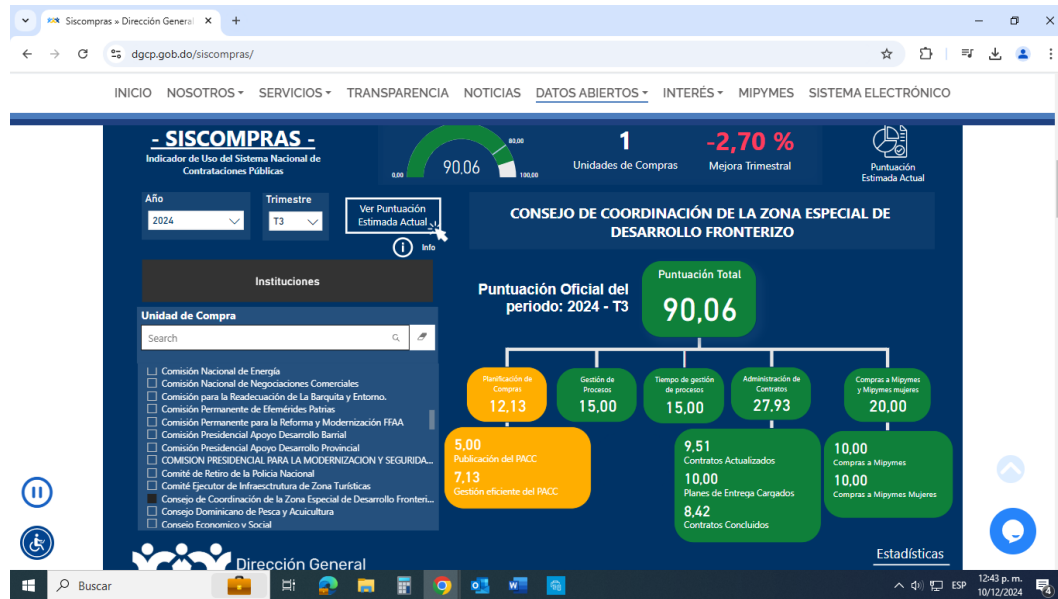 Siscompras » Dirección General
dgcp.gob.do/siscompras/
INICIO NOSOTROS SERVICIOS TRANSPARENCIA NOTICIAS DATOS ABIERTOS INTERÉS MIPYMES SISTEMA ELECTRÓNICO
- SISCOMPRAS -
Indicador de Uso del Sistema Nacional de
Contrataciones Públicas
0,00
90,06
80,00
100,00
1
Unidades de Compras
-2,70 %
Mejora Trimestral
Puntuación
Estimada Actual
Año
2024
Trimestre
T3
Ver Puntuación
Estimada Actual
Info
CONSEJO DE COORDINACIÓN DE LA ZONA ESPECIAL DE
DESARROLLO FRONTERIZO
Instituciones
Unidad de Compra
Search
Comisión Nacional de Energía
Comisión Nacional de Negociaciones Comerciales
Comisión para la Readecuación de La Barquita y Entorno.
Comisión Permanente de Efemérides Patrias
Comisión Permanente para la Reforma y Modernización FFAA
Comisión Presidencial Apoyo Desarrollo Barrial
Comisión Presidencial Apoyo Desarrollo Provincial
COMISION PRESIDENCIAL PARA LA MODERNIZACION Y SEGURIDA...
Comité de Retiro de la Policia Nacional
Comité Ejecutor de Infraestrutura de Zona Turísticas
Consejo de Coordinación de la Zona Especial de Desarrollo Fronteri...
Consejo Dominicano de Pesca y Acuicultura
Consejo Economico y Social
Puntuación Oficial del
periodo: 2024 - T3
Puntuación Total
90,06
Planificación de
Compras
12,13
Gestión de
Procesos
15,00
Tiempo de gestión
de procesos
15,00
Administración de
Contratos
27,93
Compras a Mipymes
y Mipymes mujeres
20,00
5,00
Publicación del PACC
7,13
Gestión eficiente del PACC
9,51
Contratos Actualizados
10,00
Planes de Entrega Cargados
8,42
Contratos Concluidos
10,00
Compras a Mipymes
10,00
Compras a Mipymes Mujeres
Dirección General
Estadísticas
Buscar
ESP
12:43 p. m.
10/12/2024
4